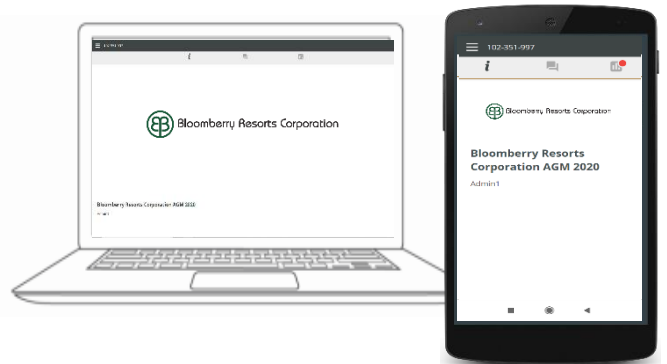 Bloomberry Resorts Corporation
Bloomberry Resorts Corporation AGM 2020
102-351-997
i
Bloomberry Resorts Corporation
Bloomberry Resorts
Corporation AGM 2020
Admin1